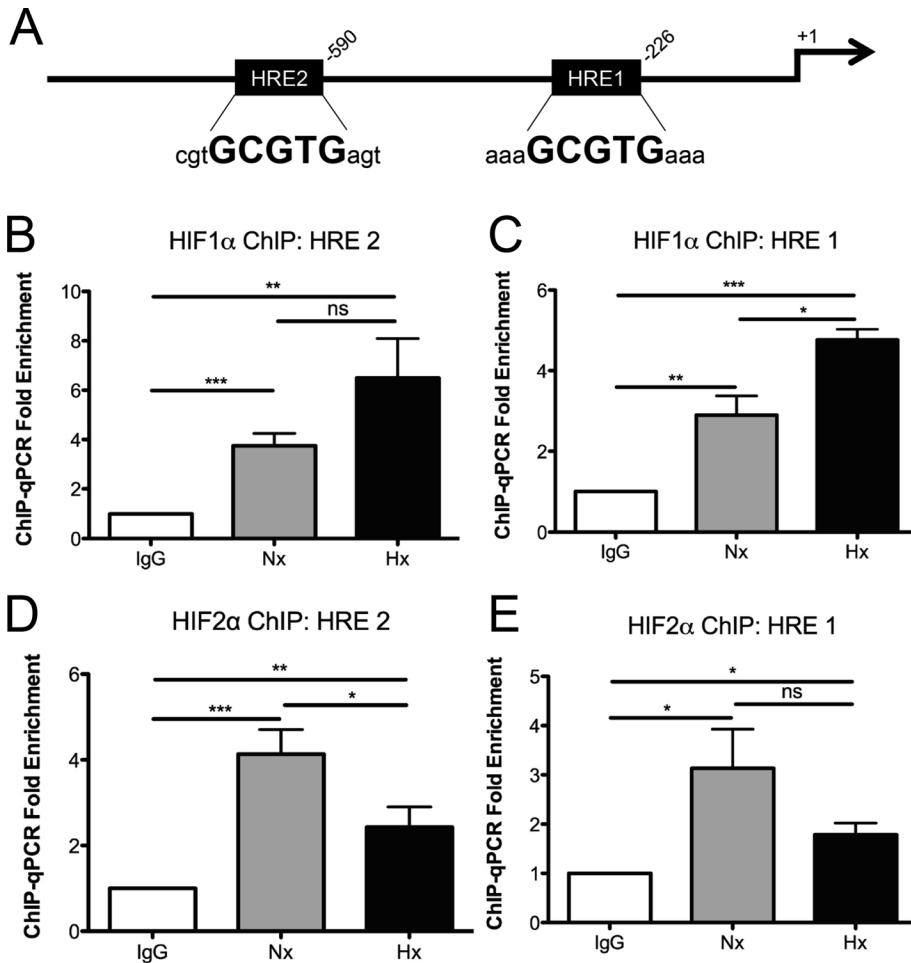 A
HRE2
-590
HRE1
-226
+1
cgtGCGTGagt
aaaGCGTGaaa
B
HIF1α ChIP: HRE 2
ChIP-qPCR Fold Enrichment
10
8
6
4
2
0
**
ns
***
IgG
Nx
Hx
C
HIF1α ChIP: HRE 1
ChIP-qPCR Fold Enrichment
6
4
2
0
***
*
**
IgG
Nx
Hx
D
HIF2α ChIP: HRE 2
ChIP-qPCR Fold Enrichment
6
4
2
0
**
*
***
IgG
Nx
Hx
E
HIF2α ChIP: HRE 1
ChIP-qPCR Fold Enrichment
5
4
3
2
1
0
*
ns
*
IgG
Nx
Hx